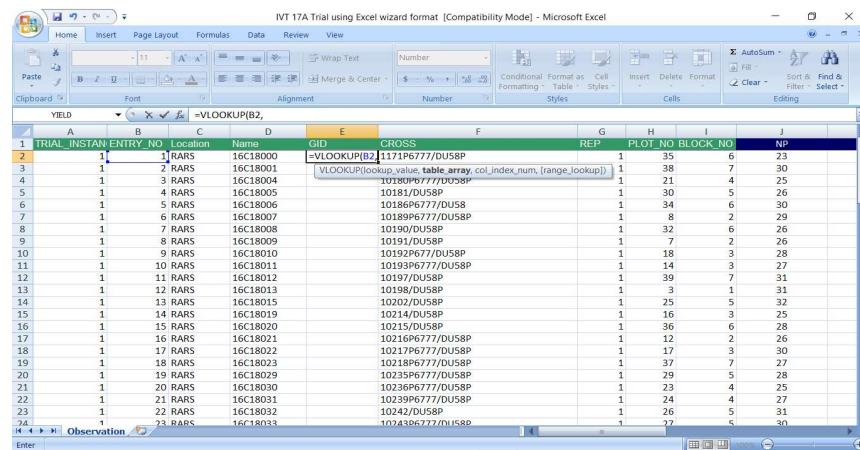 IVT 17A Trial using Excel wizard format [Compatibility Mode] - Microsoft Excel
Home Insert Page Layout Formulas Data Review View
Paste
11
B I U
Wrap Text
Merge & Center
Number
$ % ,
Conditional Formatting Format as Table Cell Styles
Insert Delete Format
Σ AutoSum
Fill
Clear
Sort & Filter Find & Select
Clipboard Font Alignment Number Styles Cells Editing
YIELD =VLOOKUP(B2,
A B C D E F G H I J
1 TRIAL_INSTAN ENTRY_NO Location Name GID CROSS REP PLOT_NO BLOCK_NO NP
2 1 1 RARS 16C18000 =VLOOKUP(B2, 1171P6777/DU58P 1 35 6 23
VLOOKUP(lookup_value, table_array, col_index_num, [range_lookup])
3 1 2 RARS 16C18001 1 38 7 30
4 1 3 RARS 16C18004 10180P6777/DU58P 1 21 4 25
5 1 4 RARS 16C18005 10181/DU58P 1 30 5 26
6 1 5 RARS 16C18006 10186P6777/DU58 1 34 6 30
7 1 6 RARS 16C18007 10189P6777/DU58P 1 8 2 29
8 1 7 RARS 16C18008 10190/DU58P 1 32 6 26
9 1 8 RARS 16C18009 10191/DU58P 1 7 2 26
10 1 9 RARS 16C18010 10192P677/DU58P 1 18 3 28
11 1 10 RARS 16C18011 10193P6777/DU58P 1 14 3 27
12 1 11 RARS 16C18012 10197/DU58P 1 39 7 31
13 1 12 RARS 16C18013 10198/DU58P 1 3 1 31
14 1 13 RARS 16C18015 10202/DU58P 1 25 5 32
15 1 14 RARS 16C18019 10214/DU58P 1 16 3 25
16 1 15 RARS 16C18020 10215/DU58P 1 36 6 28
17 1 16 RARS 16C18021 10216P6777/DU58P 1 12 2 26
18 1 17 RARS 16C18022 10217P6777/DU58P 1 17 3 30
19 1 18 RARS 16C18023 10218P6777/DU58P 1 37 7 27
20 1 19 RARS 16C18029 10235P6777/DU58P 1 29 5 28
21 1 20 RARS 16C18030 10236P6777/DU58P 1 23 4 25
22 1 21 RARS 16C18031 10239P6777/DU58P 1 24 4 27
23 1 22 RARS 16C18032 10242/DU58P 1 26 5 31
24 1 23 RARS 16C18033 10243P6777/DU58P 1 27 5 30
Observation
Enter 100%